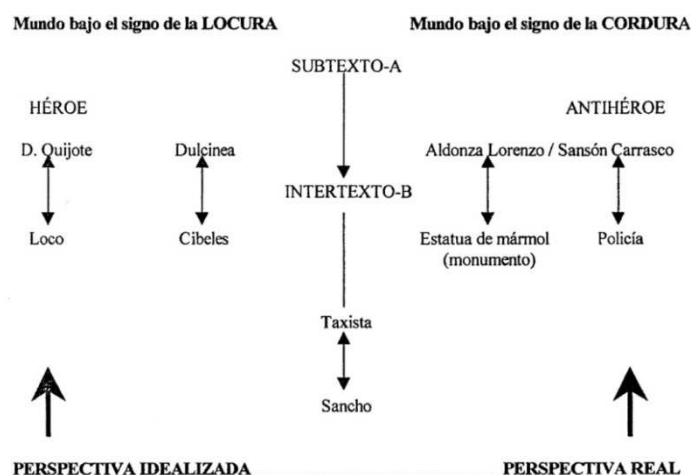 Mundo bajo el signo de la LOCURA
Mundo bajo el signo de la CORDURA
SUBTEXTO-A
HÉROE
ANTIHÉROE
D. Quijote
Dulcinea
Aldonza Lorenzo / Sansón Carrasco
INTERTEXTO-B
Loco
Cibeles
Estatua de mármol
(monumento)
Policía
Taxista
Sancho
PERSPECTIVA IDEALIZADA
PERSPECTIVA REAL